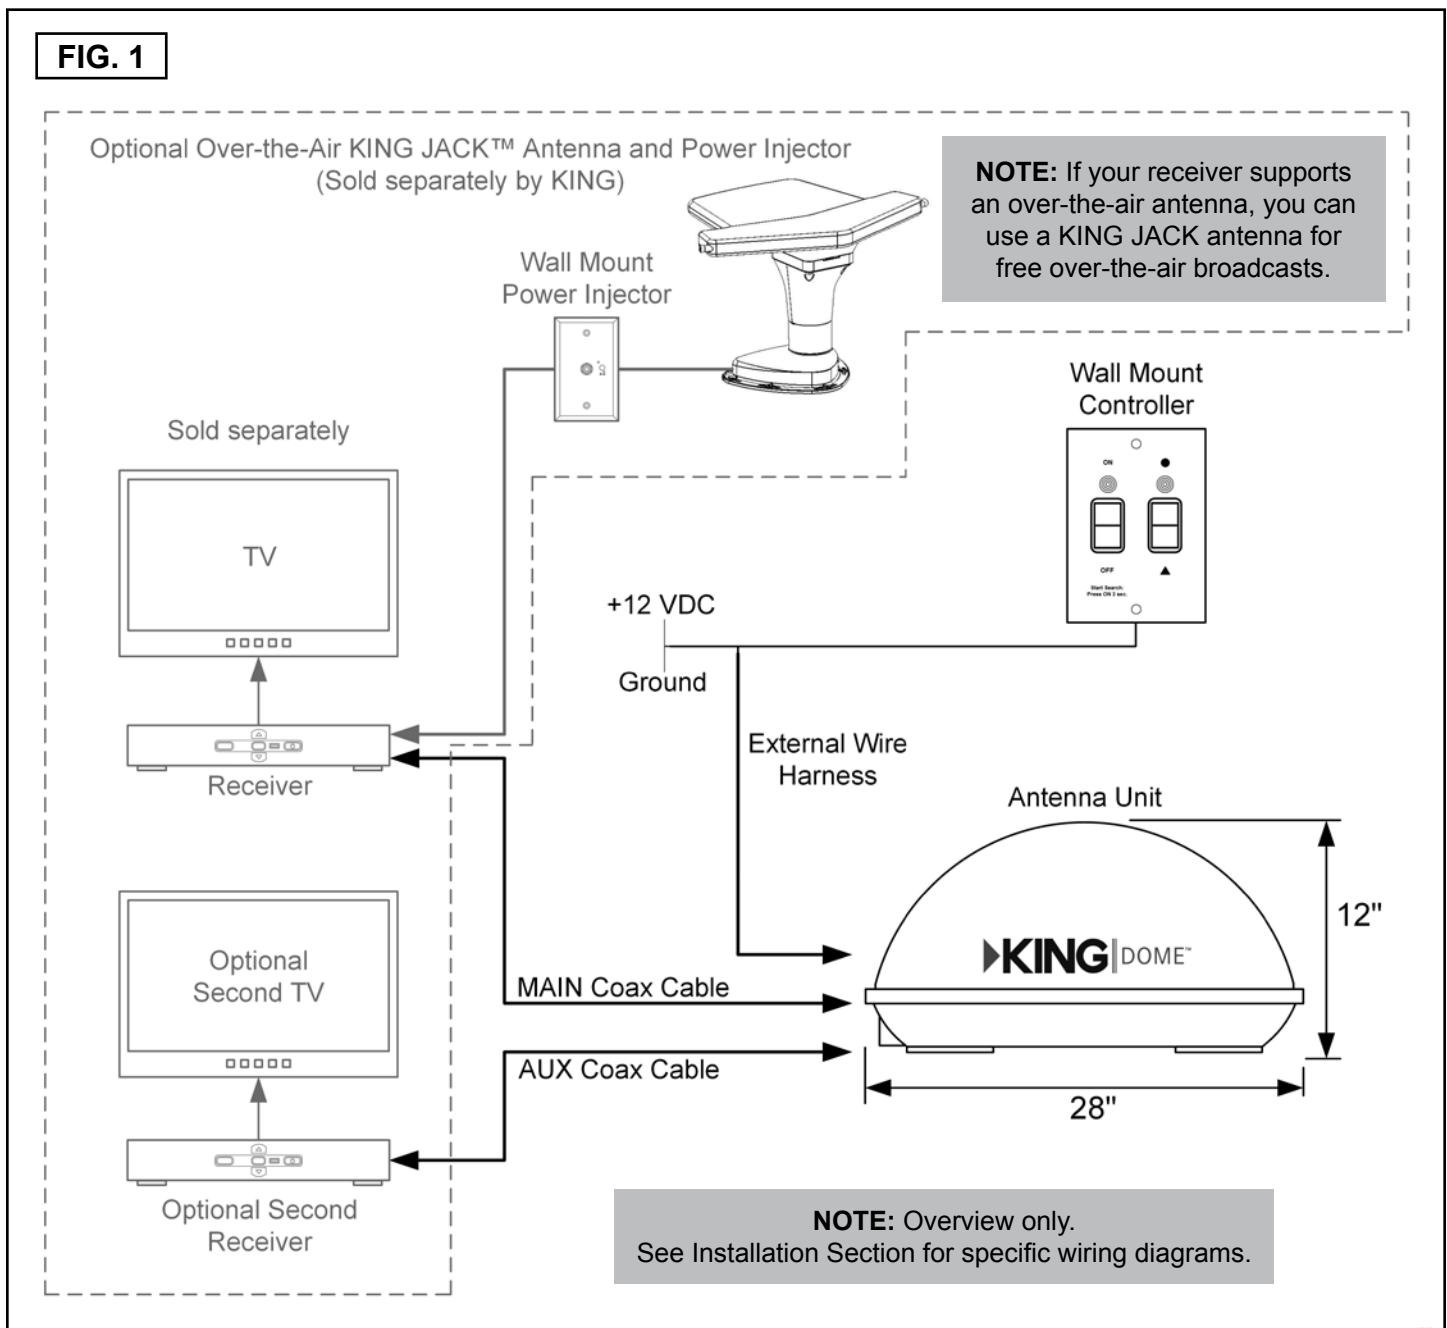 FIG. 1
Optional Over-the-Air KING JACK™ Antenna and Power Injector
(Sold separately by KING)
NOTE: If your receiver supports
an over-the-air antenna, you can
use a KING JACK antenna for
free over-the-air broadcasts.
Wall Mount
Power Injector
Wall Mount
Controller
ON
OFF
Start Search:
Press ON 3 sec.
Sold separately
TV
+12 VDC
Ground
Receiver
External Wire
Harness
Antenna Unit
12"
KING DOME™
MAIN Coax Cable
Optional
Second TV
AUX Coax Cable
28"
Optional Second
Receiver
NOTE: Overview only.
See Installation Section for specific wiring diagrams.